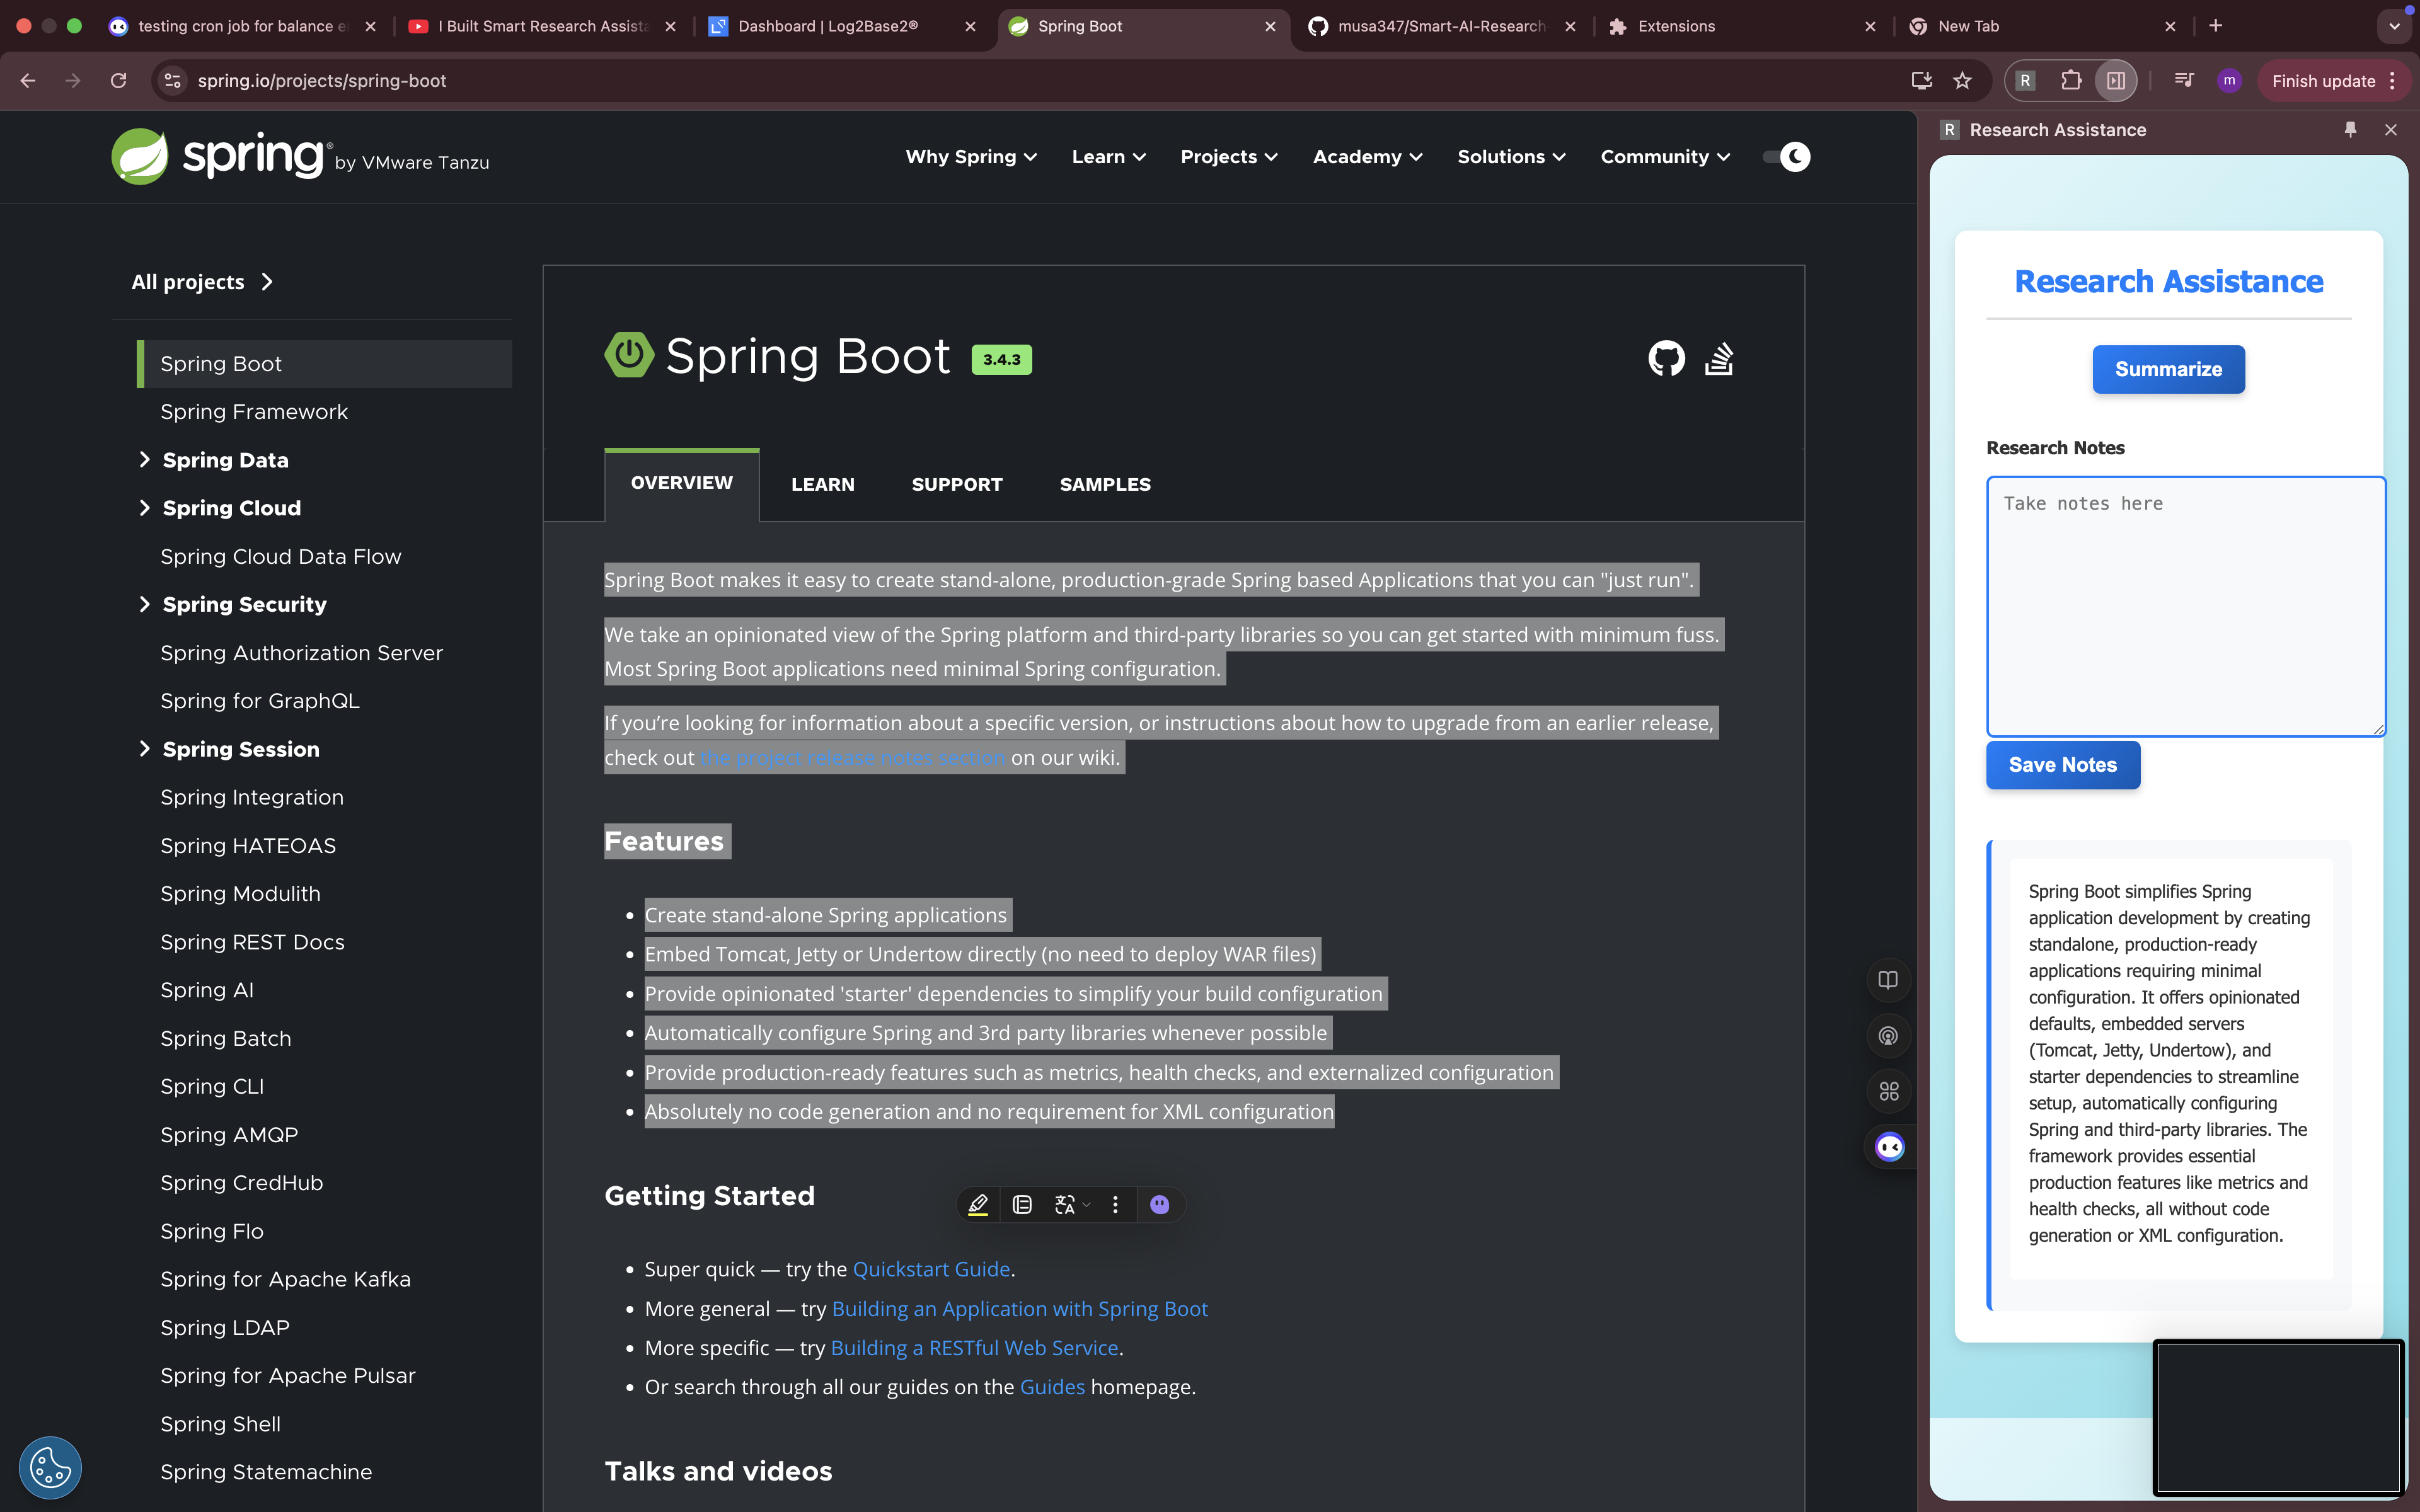 testing cron job for balance e
I Built Smart Research Assista
Dashboard | Log2Base2®
Spring Boot
musa347/Smart-AI-Research
Extensions
New Tab
spring.io/projects/spring-boot
R
m
Finish update
spring® by VMware Tanzu
Why Spring
Learn
Projects
Academy
Solutions
Community
All projects
Spring Boot
Spring Framework
Spring Data
Spring Cloud
Spring Cloud Data Flow
Spring Security
Spring Authorization Server
Spring for GraphQL
Spring Session
Spring Integration
Spring HATEOAS
Spring Modulith
Spring REST Docs
Spring AI
Spring Batch
Spring CLI
Spring AMQP
Spring CredHub
Spring Flo
Spring for Apache Kafka
Spring LDAP
Spring for Apache Pulsar
Spring Shell
Spring Statemachine
Spring Boot 3.4.3
OVERVIEW
LEARN
SUPPORT
SAMPLES
Spring Boot makes it easy to create stand-alone, production-grade Spring based Applications that you can "just run".
We take an opinionated view of the Spring platform and third-party libraries so you can get started with minimum fuss.
Most Spring Boot applications need minimal Spring configuration.
If you’re looking for information about a specific version, or instructions about how to upgrade from an earlier release,
check out the project release notes section on our wiki.
Features
• Create stand-alone Spring applications
• Embed Tomcat, Jetty or Undertow directly (no need to deploy WAR files)
• Provide opinionated 'starter' dependencies to simplify your build configuration
• Automatically configure Spring and 3rd party libraries whenever possible
• Provide production-ready features such as metrics, health checks, and externalized configuration
• Absolutely no code generation and no requirement for XML configuration
Getting Started
• Super quick — try the Quickstart Guide.
• More general — try Building an Application with Spring Boot
• More specific — try Building a RESTful Web Service.
• Or search through all our guides on the Guides homepage.
Talks and videos
R Research Assistance
Research Assistance
Summarize
Research Notes
Take notes here
Save Notes
Spring Boot simplifies Spring
application development by creating
standalone, production-ready
applications requiring minimal
configuration. It offers opinionated
defaults, embedded servers
(Tomcat, Jetty, Undertow), and
starter dependencies to streamline
setup, automatically configuring
Spring and third-party libraries. The
framework provides essential
production features like metrics and
health checks, all without code
generation or XML configuration.